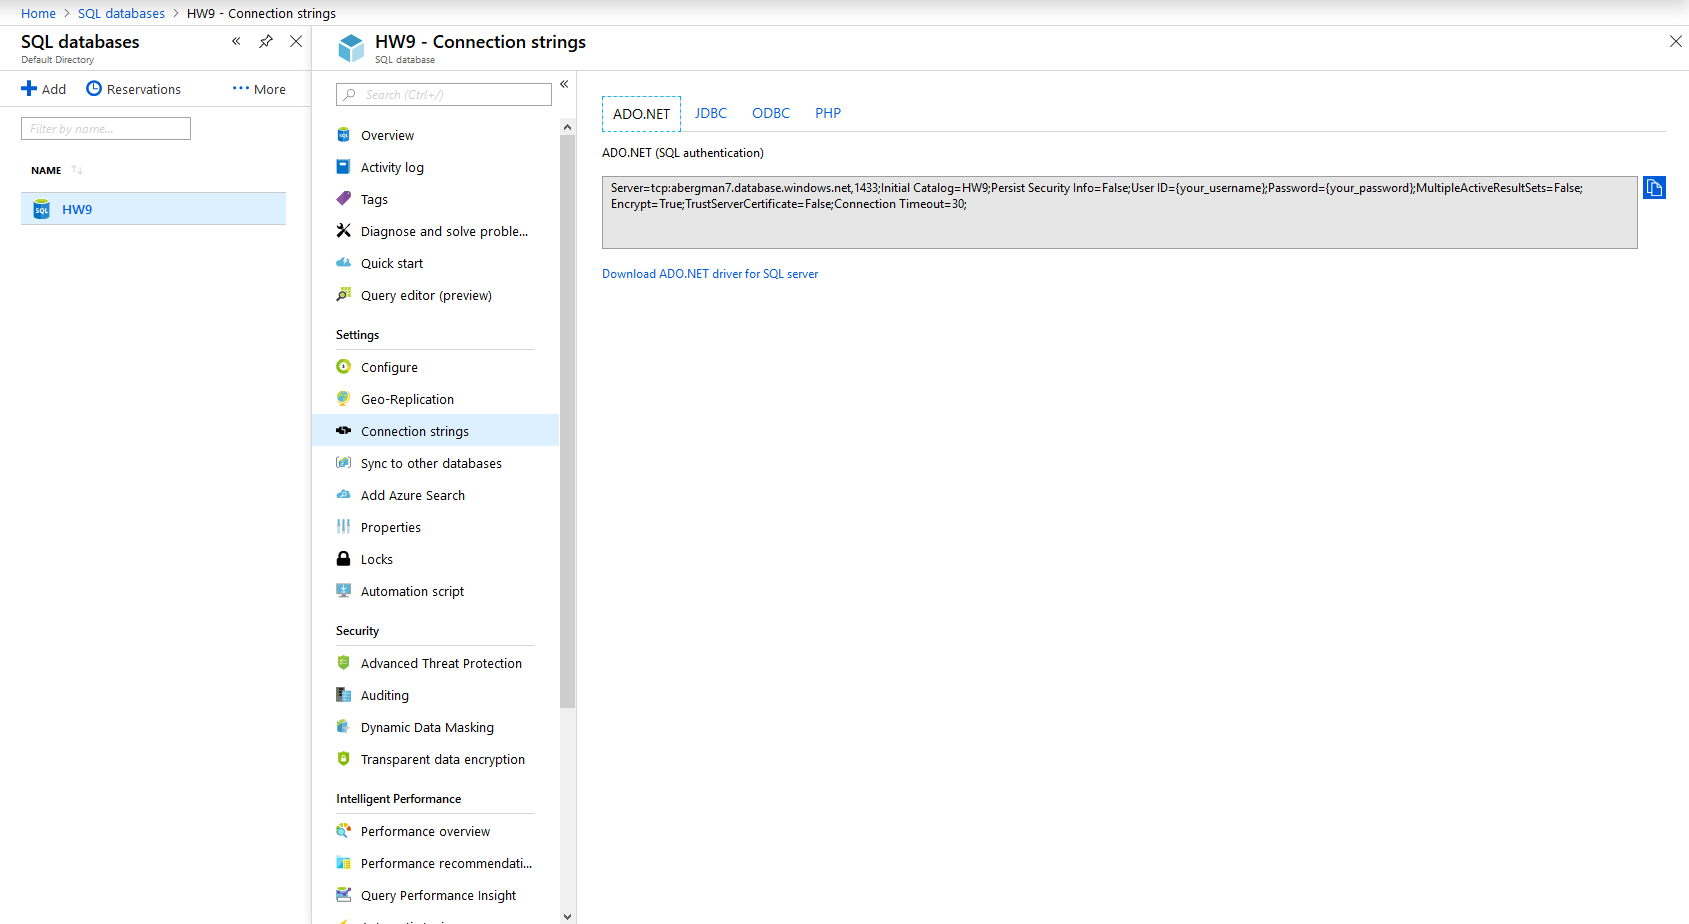 Home > SQL databases > HW9 - Connection strings
SQL databases
Default Directory
Add
Reservations
More
Filter by name...
NAME
HW9
HW9 - Connection strings
SQL database
Search (Ctrl+/)
Overview
Activity log
Tags
Diagnose and solve proble...
Quick start
Query editor (preview)
Settings
Configure
Geo-Replication
Connection strings
Sync to other databases
Add Azure Search
Properties
Locks
Automation script
Security
Advanced Threat Protection
Auditing
Dynamic Data Masking
Transparent data encryption
Intelligent Performance
Performance overview
Performance recommendati...
Query Performance Insight
ADO.NET JDBC ODBC PHP
ADO.NET (SQL authentication)
Server=tcp:abergman7.database.windows.net,1433;Initial Catalog=HW9;Persist Security Info=False;User ID={your_username};Password={your_password};MultipleActiveResultSets=False;
Encrypt=True;TrustServerCertificate=False;Connection Timeout=30;
Download ADO.NET driver for SQL server